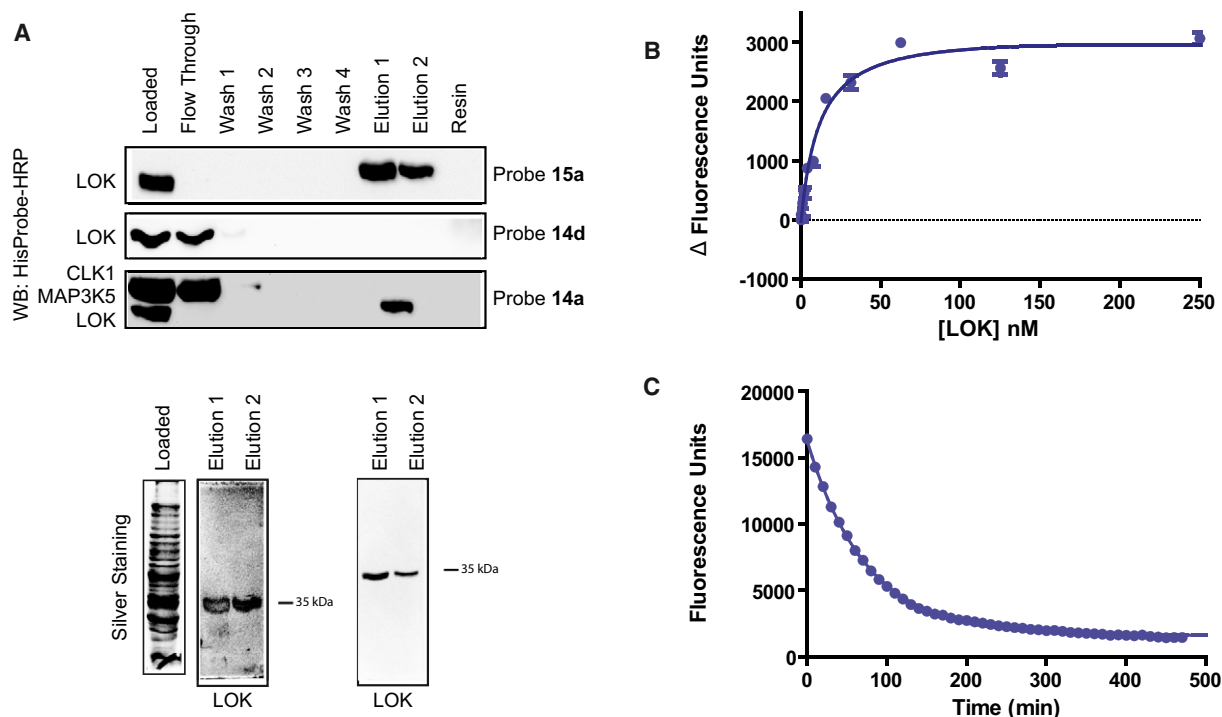 A
Loaded
Flow Through
Wash 1
Wash 2
Wash 3
Wash 4
Elution 1
Elution 2
Resin
WB: HisProbe-HRP
LOK
Probe 15a
LOK
Probe 14d
CLK1
MAP3K5
LOK
Probe 14a
Loaded
Elution 1
Elution 2
Elution 1
Elution 2
Silver Staining
35 kDa
35 kDa
LOK
LOK
B
Δ Fluorescence Units
3000
2000
1000
0
-1000
0 50 100 150 200 250
[LOK] nM
C
Fluorescence Units
20000
15000
10000
5000
0
0 100 200 300 400 500
Time (min)